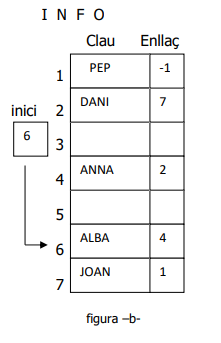 I N F O
Clau Enllaç
1 PEP -1
inici 2 DANI 7
6 3
4 ANNA 2
5
6 ALBA 4
7 JOAN 1
figura –b-